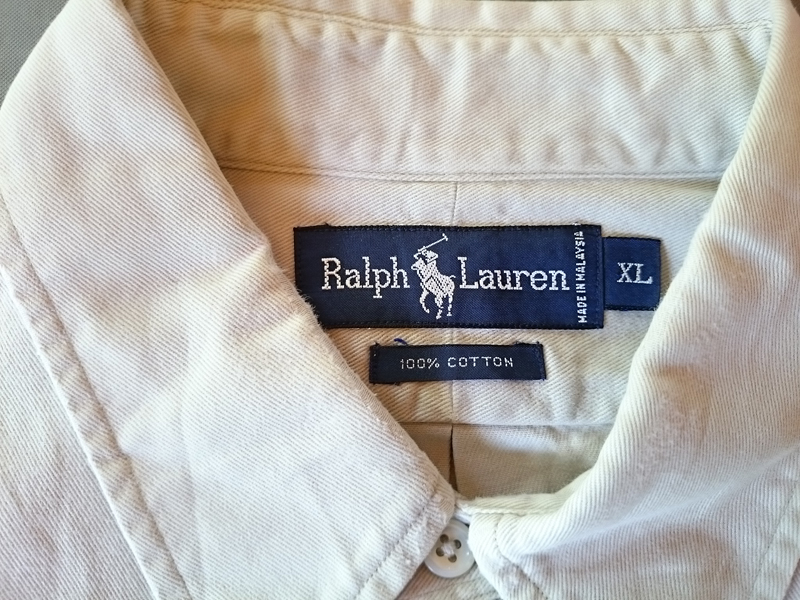 Ralph Lauren
MADE IN MALAYSIA
XL
100% COTTON